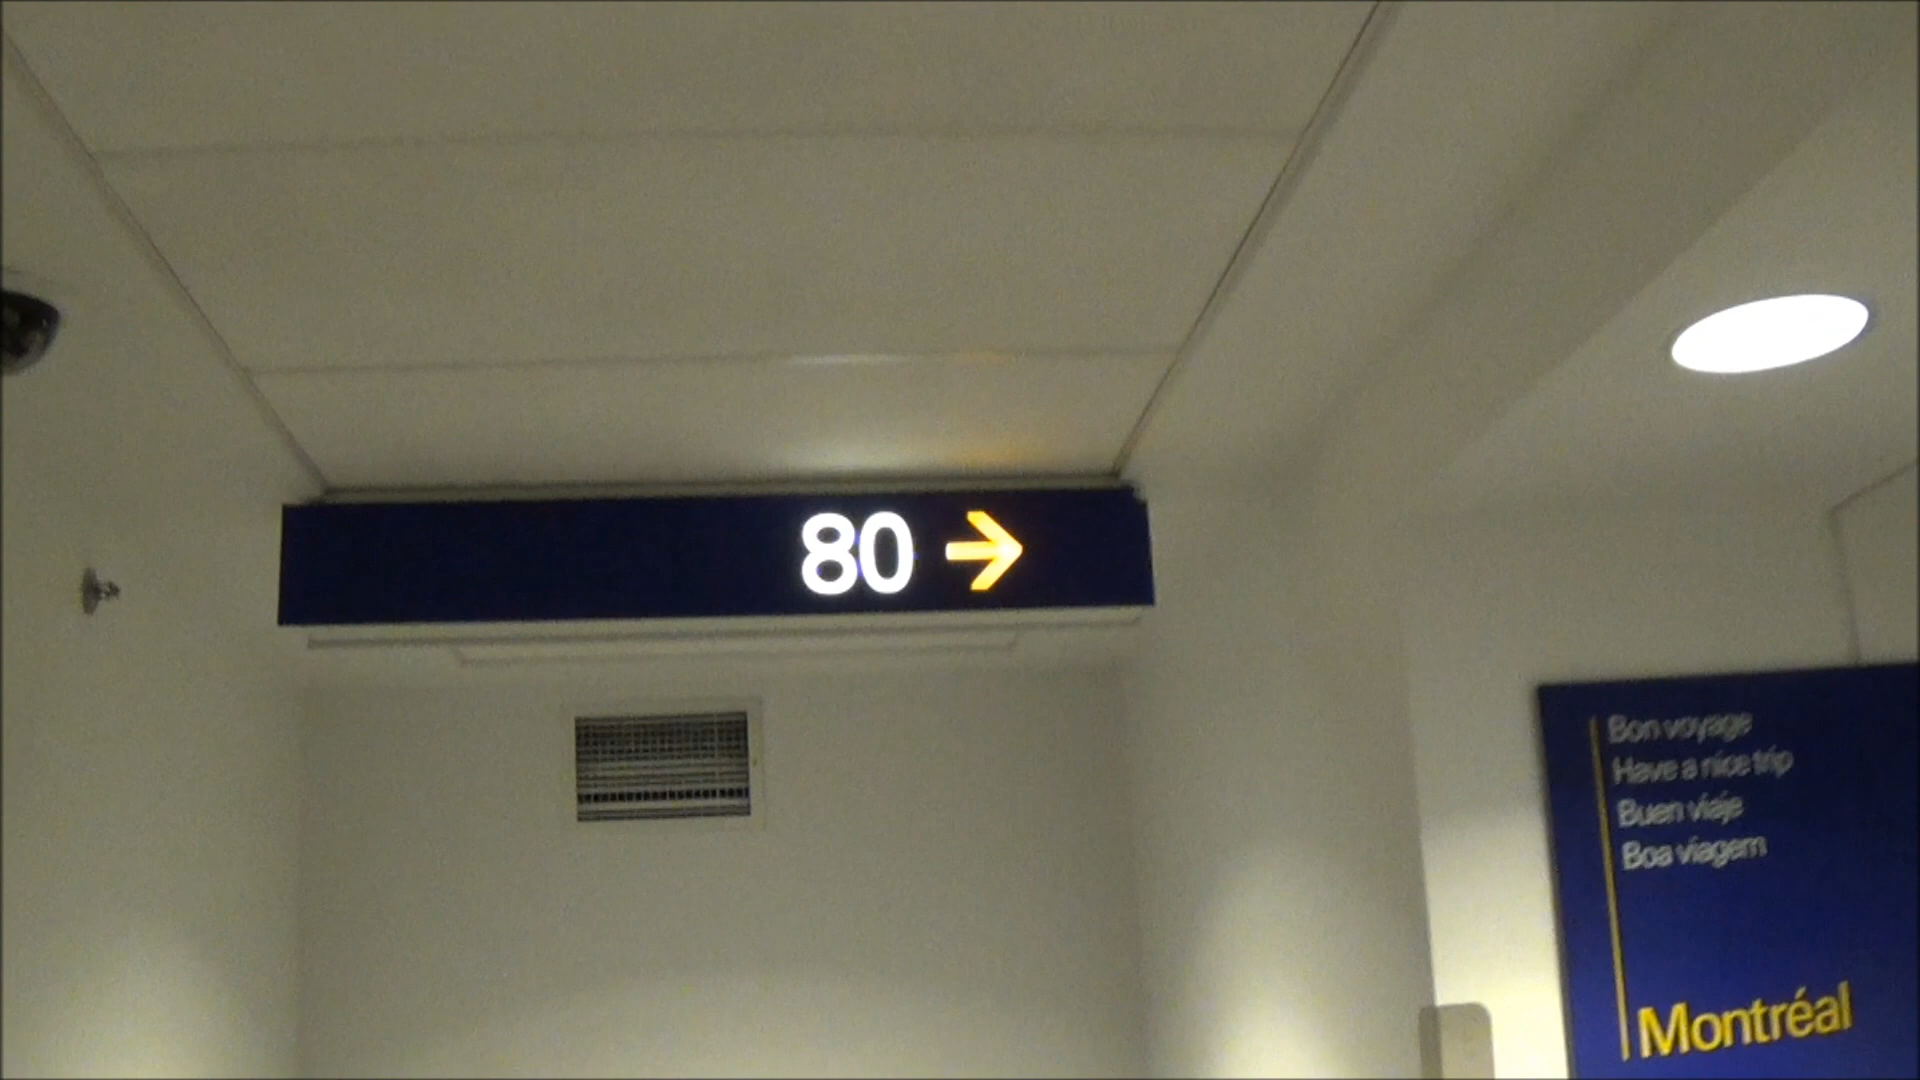 80 →
Bon voyage
Have a nice trip
Buen viaje
Boa viagem
Montréal